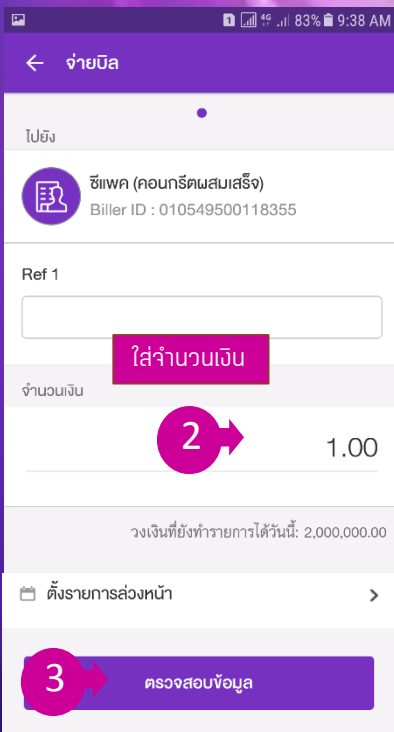 1 4G 83% 9:38 AM
จ่ายบิล
ไปยัง
ซีแพค (คอนกรีตผสมเสร็จ)
Biller ID : 010549500118355
Ref 1
ใส่จำนวนเงิน
จำนวนเงิน
2
1.00
วงเงินที่ยังทำรายการได้วันนี้: 2,000,000.00
ตั้งรายการล่วงหน้า
3
ตรวจสอบข้อมูล